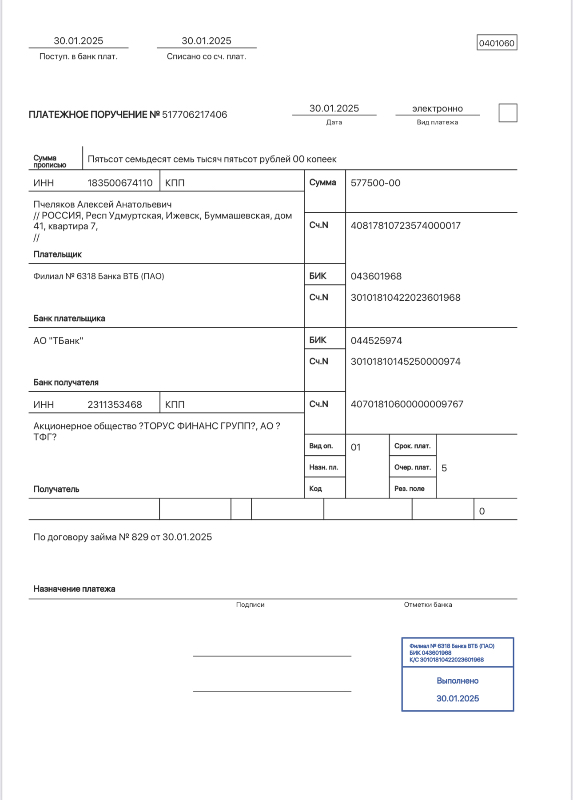 30.01.2025 30.01.2025 0401060
Поступ. в банк плат. Списано со сч. плат.
ПЛАТЕЖНОЕ ПОРУЧЕНИЕ № 517706217406 30.01.2025 электронно
Дата Вид платежа
Сумма прописью Пятьсот семьдесят семь тысяч пятьсот рублей 00 копеек
ИНН 183500674110 КПП Сумма 577500-00
Пчеляков Алексей Анатольевич
// РОССИЯ, Респ Удмуртская, Ижевск, Буммашевская, дом
41, квартира 7, Сч.N 40817810723574000017
//
Плательщик
Филиал № 6318 Банка ВТБ (ПАО) БИК 043601968
Сч.N 30101810422023601968
Банк плательщика
АО "ТБанк" БИК 044525974
Сч.N 30101810145250000974
Банк получателя
ИНН 2311353468 КПП Сч.N 40701810600000009767
Акционерное общество ?ТОРУС ФИНАНС ГРУПП?, АО ?
ТФГ?
Вид оп. 01 Срок. плат.
Назн. пл. Очер. плат. 5
Получатель Код Рез. поле
0
По договору займа № 829 от 30.01.2025
Назначение платежа
Подписи Отметки банка
Филиал № 6318 Банка ВТБ (ПАО)
БИК 043601968
К/С 30101810422023601968
Выполнено
30.01.2025